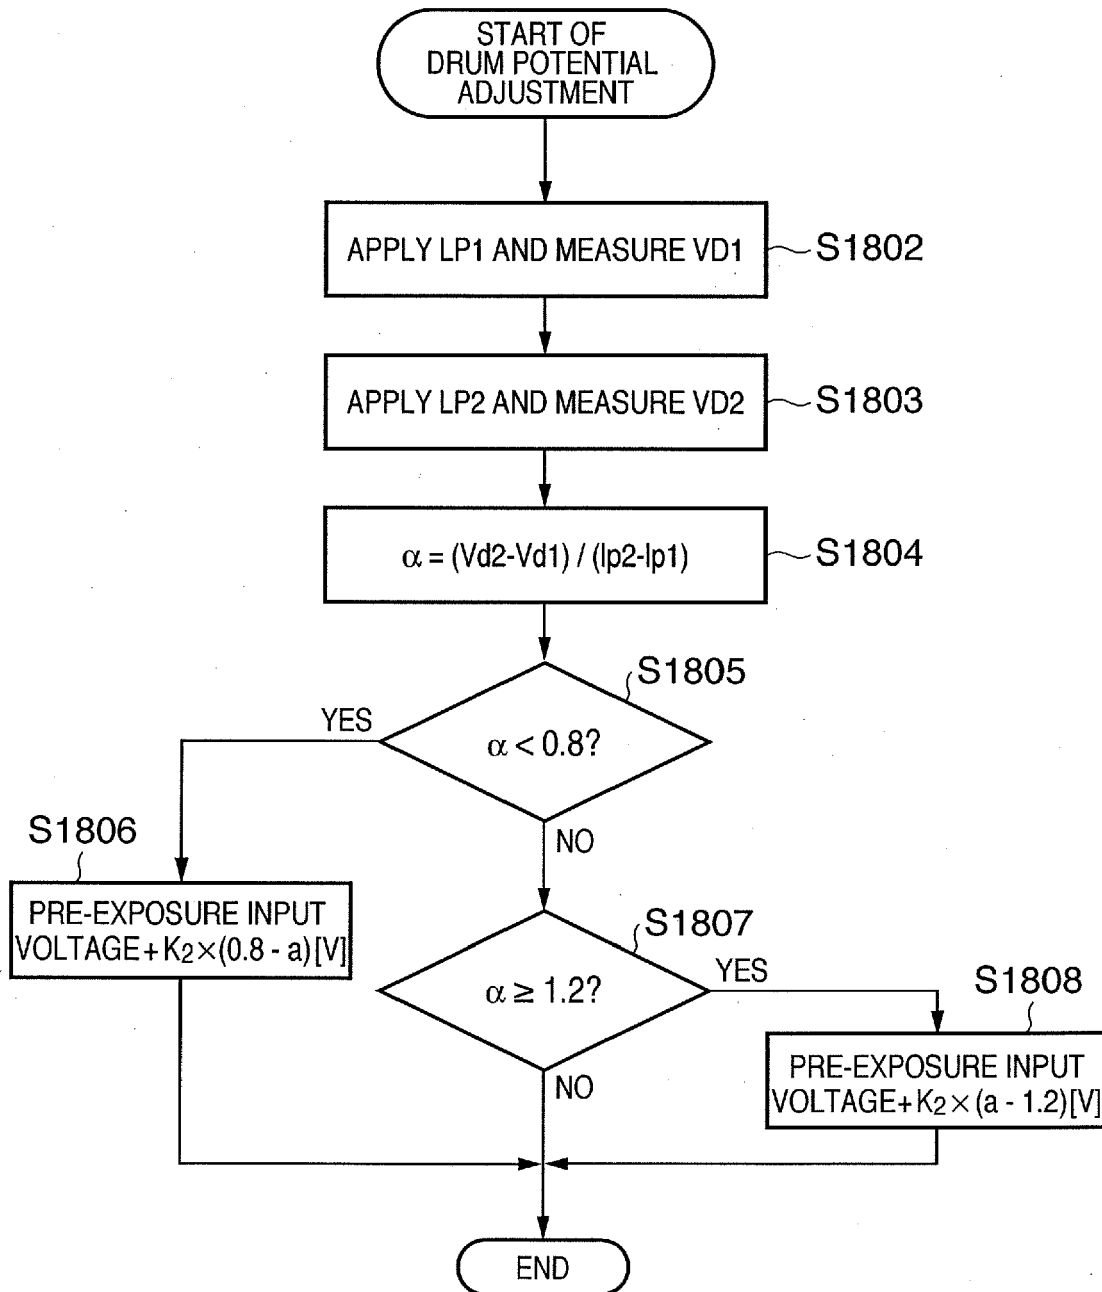 START OF
DRUM POTENTIAL
ADJUSTMENT
APPLY LP1 AND MEASURE VD1
S1802
APPLY LP2 AND MEASURE VD2
S1803
α = (Vd2-Vd1) / (lp2-lp1)
S1804
S1805
YES
α < 0.8?
NO
S1806
PRE-EXPOSURE INPUT
VOLTAGE+K2×(0.8 - a)[V]
S1807
YES
α ≥ 1.2?
NO
S1808
PRE-EXPOSURE INPUT
VOLTAGE+K2×(a - 1.2)[V]
END